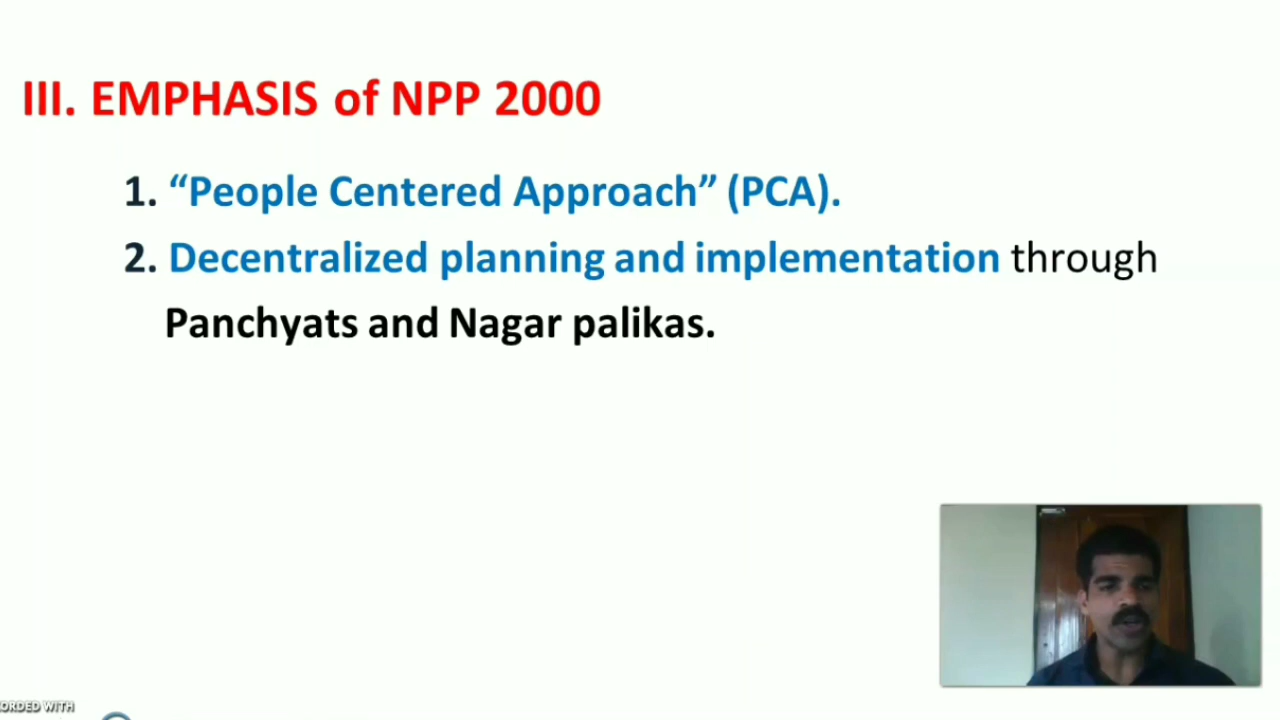 III. EMPHASIS of NPP 2000
1. “People Centered Approach” (PCA).
2. Decentralized planning and implementation through
Panchyats and Nagar palikas.
ORDED WITH